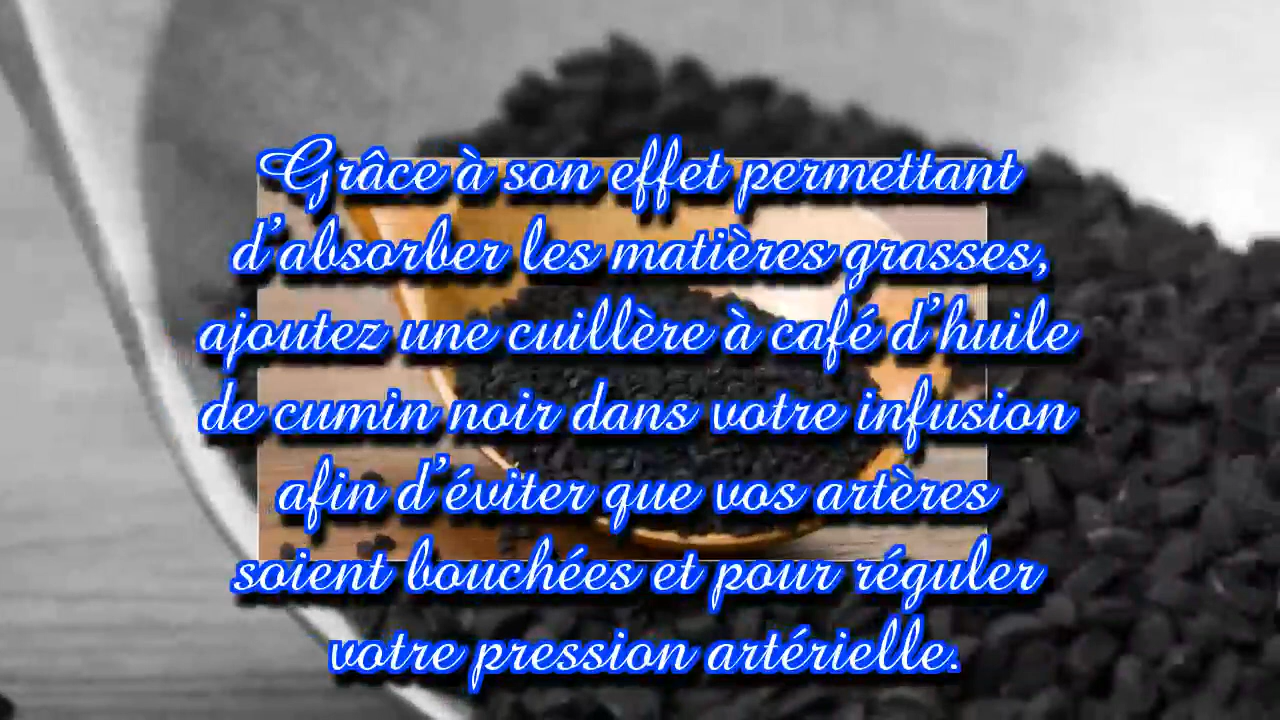 Grâce à son effet permettant
d’absorber les matières grasses,
ajoutez une cuillère à café d’huile
de cumin noir dans votre infusion
afin d’éviter que vos artères
soient bouchées et pour réguler
votre pression artérielle.